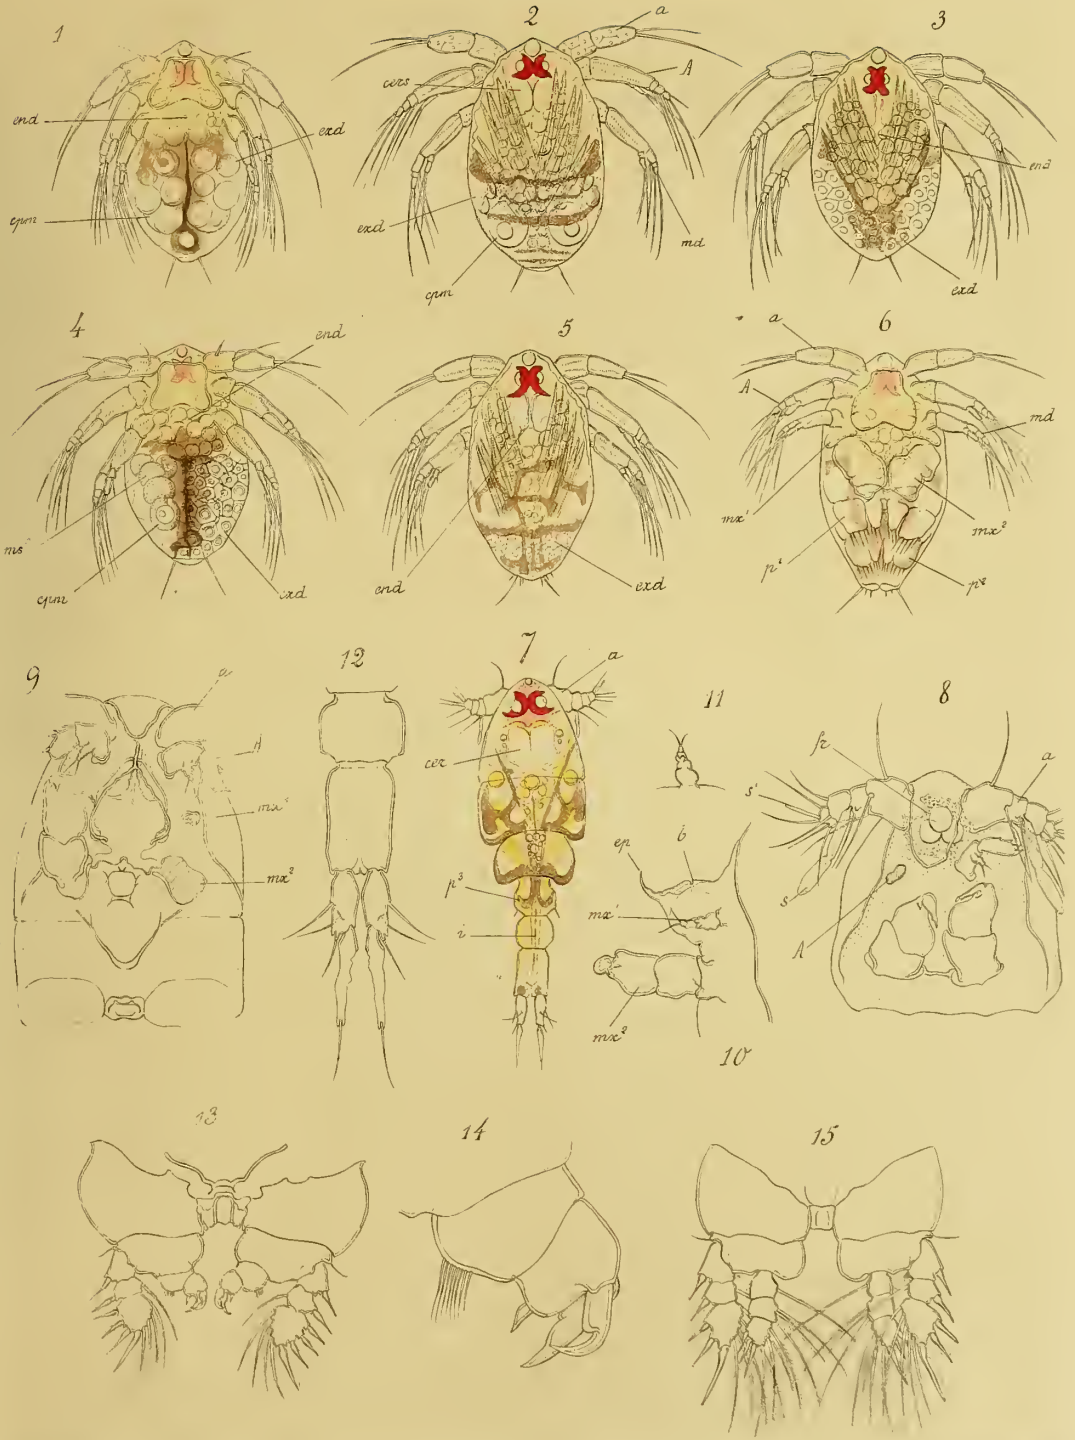 1
end
exd
epm
2
a
cers
A
exd
md
epm
3
end
exd
4
end
ms
epm
exd
5
end
exd
6
a
A
md
mx¹
mx²
p¹
p²
9
a
A
mx¹
mx²
12
7
a
cer
p³
i
11
ep
b
mx¹
mx²
10
8
fr
a
s¹
s
A
13
14
15